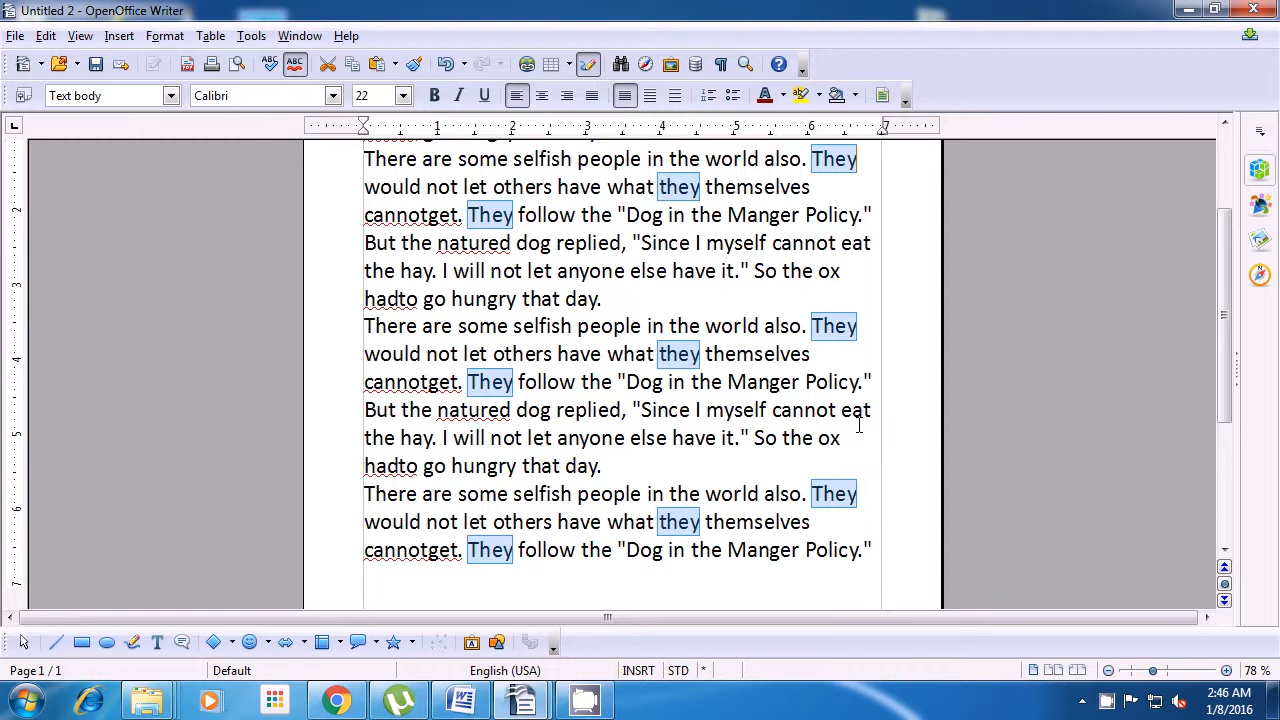 Untitled 2 - OpenOffice Writer
File Edit View Insert Format Table Tools Window Help
Text body Calibri 22
1 2 3 4 5 6 7
There are some selfish people in the world also. They
would not let others have what they themselves
cannotget. They follow the "Dog in the Manger Policy."
But the natured dog replied, "Since I myself cannot eat
the hay. I will not let anyone else have it." So the ox
hadto go hungry that day.
There are some selfish people in the world also. They
would not let others have what they themselves
cannotget. They follow the "Dog in the Manger Policy."
But the natured dog replied, "Since I myself cannot eat
the hay. I will not let anyone else have it." So the ox
hadto go hungry that day.
There are some selfish people in the world also. They
would not let others have what they themselves
cannotget. They follow the "Dog in the Manger Policy."
Page 1 / 1 Default English (USA) INSRT STD * 78 %
2:46 AM
1/8/2016